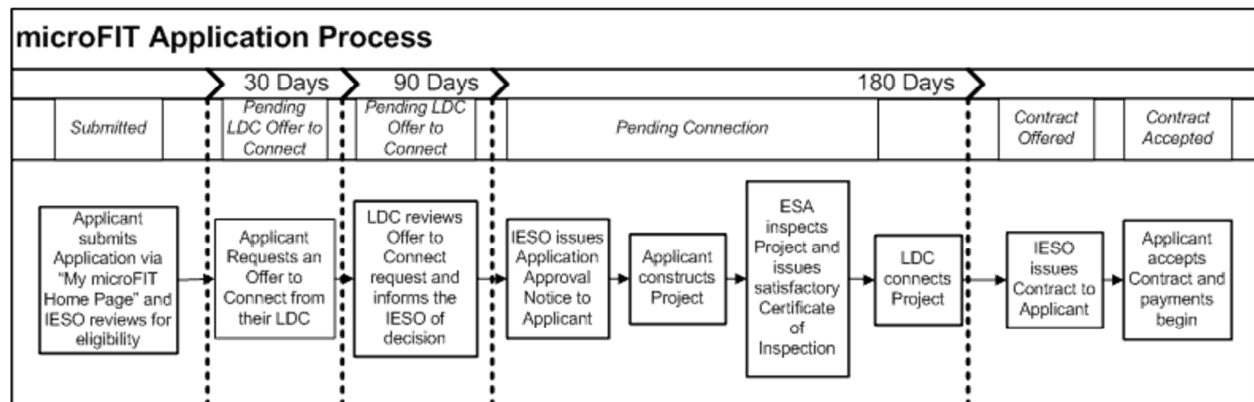 microFIT Application Process
30 Days
90 Days
180 Days
Submitted
Pending
LDC Offer to
Connect
Pending LDC
Offer to
Connect
Pending Connection
Contract
Offered
Contract
Accepted
Applicant
submits
Application via
“My microFIT
Home Page” and
IESO reviews for
eligibility
Applicant
Requests an
Offer to
Connect from
their LDC
LDC reviews
Offer to
Connect
request and
informs the
IESO of
decision
IESO issues
Application
Approval
Notice to
Applicant
Applicant
constructs
Project
ESA
inspects
Project and
issues
satisfactory
Certificate
of
Inspection
LDC
connects
Project
IESO
issues
Contract to
Applicant
Applicant
accepts
Contract and
payments
begin